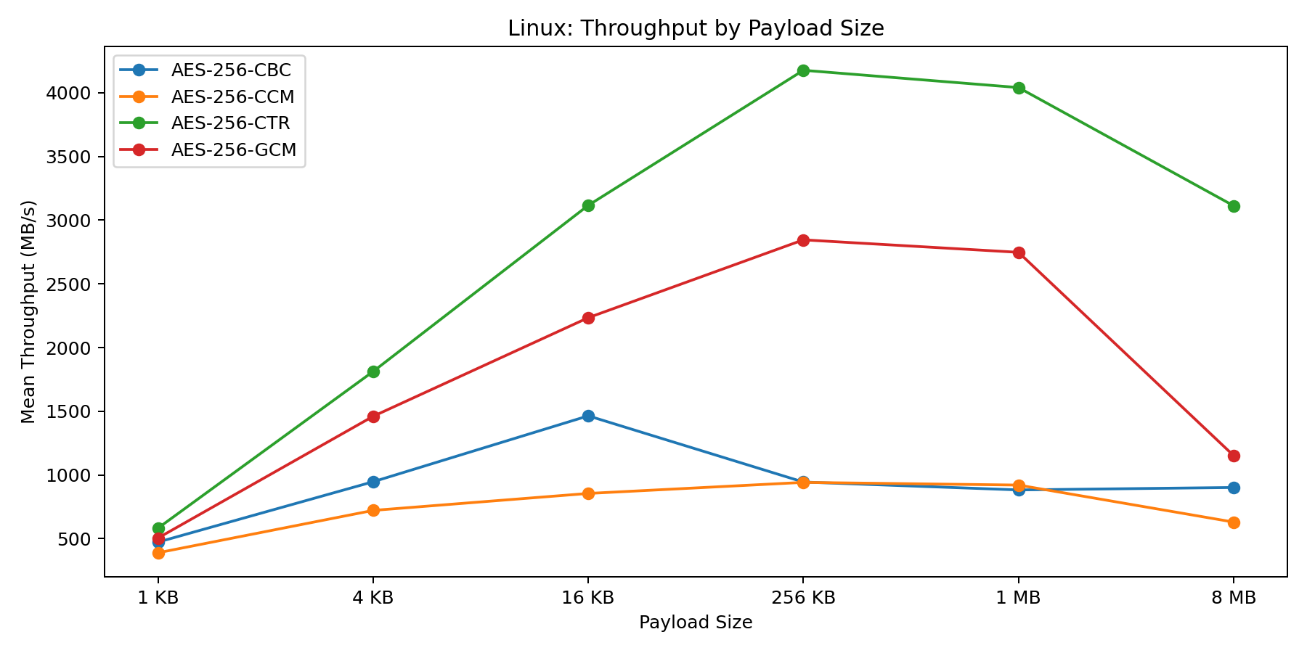 Linux: Throughput by Payload Size
AES-256-CBC
AES-256-CCM
AES-256-CTR
AES-256-GCM
4000
3500
3000
2500
2000
1500
1000
500
Mean Throughput (MB/s)
1 KB
4 KB
16 KB
256 KB
1 MB
8 MB
Payload Size